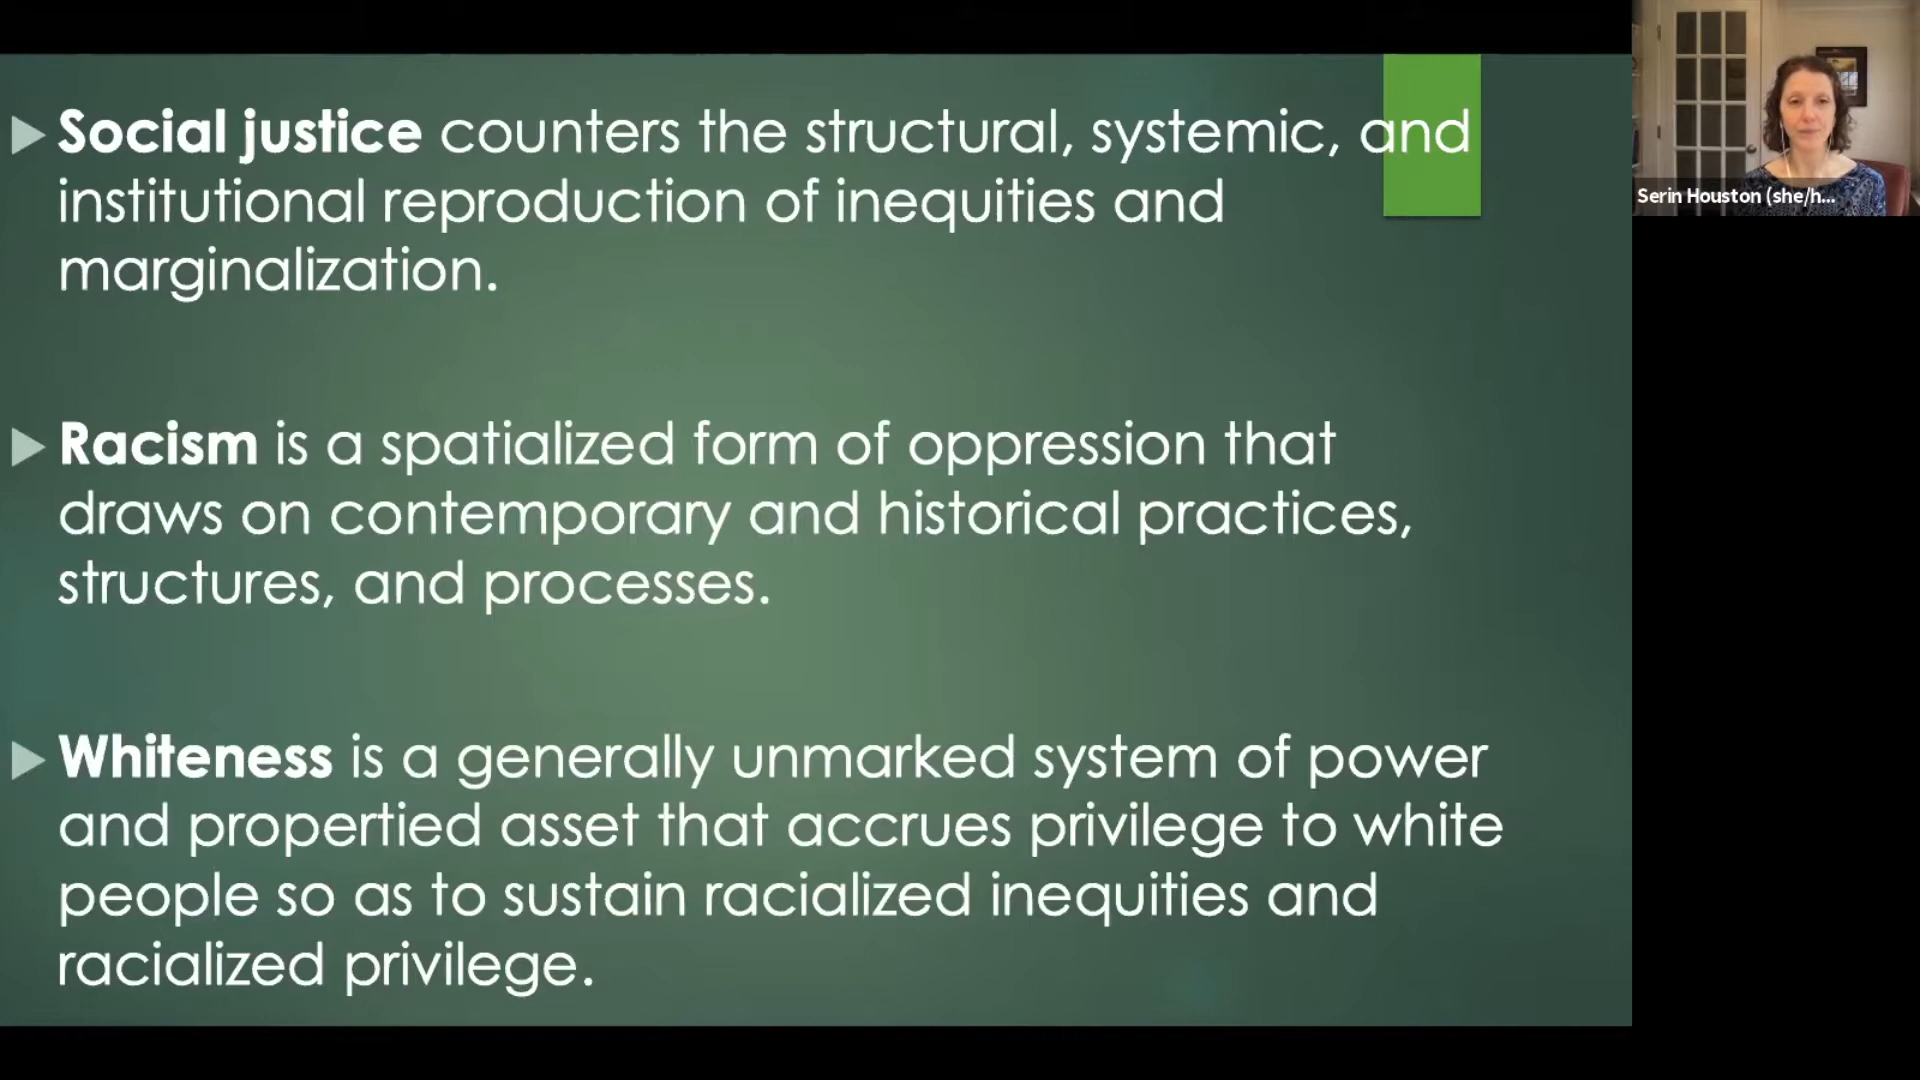 Social justice counters the structural, systemic, and
institutional reproduction of inequities and
marginalization.
Racism is a spatialized form of oppression that
draws on contemporary and historical practices,
structures, and processes.
Whiteness is a generally unmarked system of power
and propertied asset that accrues privilege to white
people so as to sustain racialized inequities and
racialized privilege.
Serin Houston (she/h...